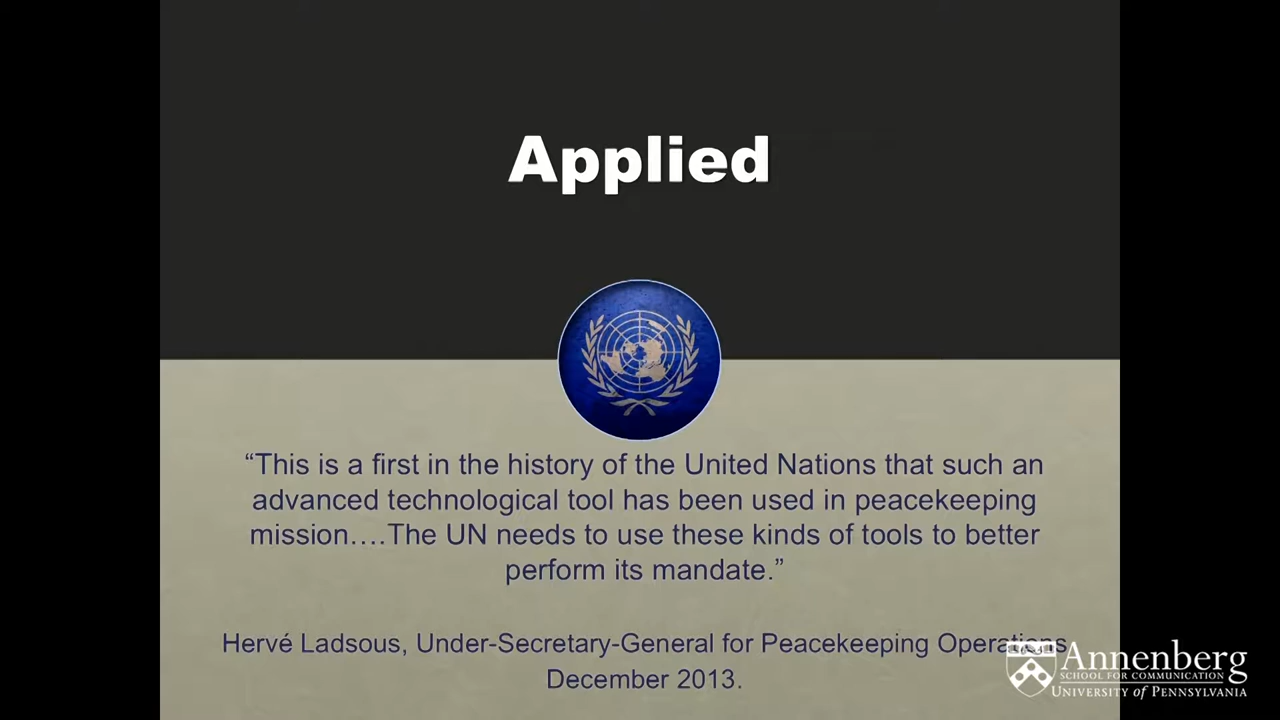 Applied
“This is a first in the history of the United Nations that such an
advanced technological tool has been used in peacekeeping
mission….The UN needs to use these kinds of tools to better
perform its mandate.”
Hervé Ladsous, Under-Secretary-General for Peacekeeping Operations
December 2013.
Annenberg
SCHOOL FOR COMMUNICATION
UNIVERSITY of PENNSYLVANIA